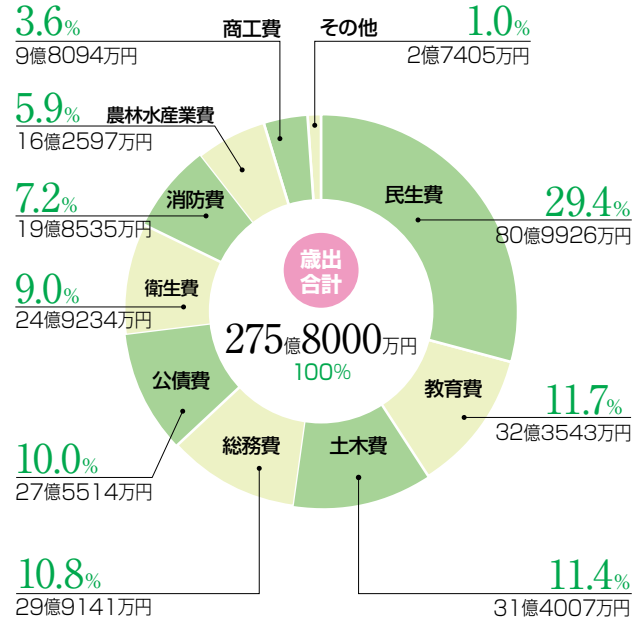 3.6%
9億8094万円
商工費
その他
1.0%
2億7405万円
5.9%
農林水産業費
16億2597万円
7.2%
消防費
19億8535万円
民生費
29.4%
80億9926万円
9.0%
衛生費
24億9234万円
歳出
合計
275億8000万円
100%
公債費
10.0%
27億5514万円
教育費
11.7%
32億3543万円
総務費
10.8%
29億9141万円
土木費
11.4%
31億4007万円